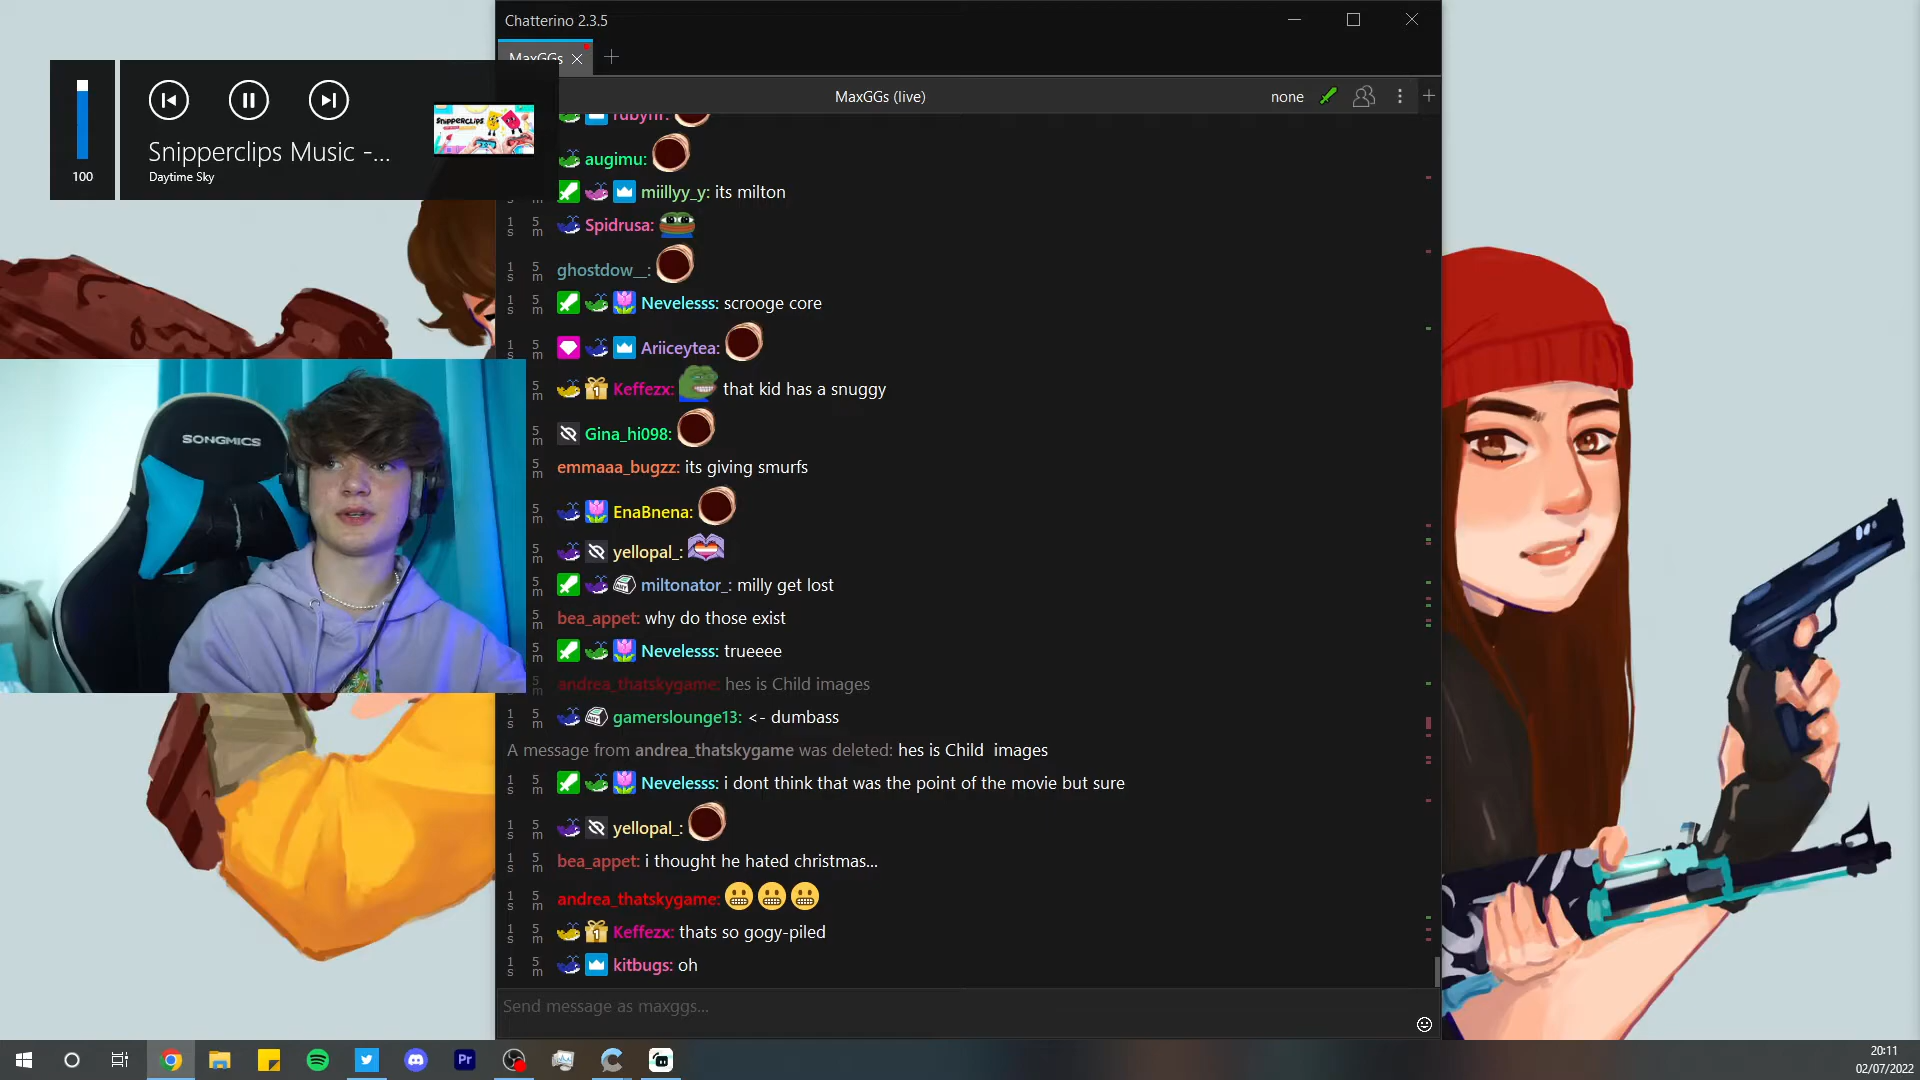 Chatterino 2.3.5
MaxGGs
MaxGGs (live)
none
100
Snipperclips Music -...
Daytime Sky
SNIPPERCLIPS
rubynr:
augimu:
miillyy_y: its milton
Spidrusa:
ghostdow__:
Nevelesss: scrooge core
Ariiceytea:
Keffezx: that kid has a snuggy
Gina_hi098:
emmaaa_bugzz: its giving smurfs
EnaBnena:
yellopal_:
miltonator_: milly get lost
bea_appet: why do those exist
Nevelesss: trueeee
andrea_thatskygame: hes is Child images
gamerslounge13: <- dumbass
A message from andrea_thatskygame was deleted: hes is Child  images
Nevelesss: i dont think that was the point of the movie but sure
yellopal_:
bea_appet: i thought he hated christmas...
andrea_thatskygame:
Keffezx: thats so gogy-piled
kitbugs: oh
Send message as maxggs...
SONGMICS
Pr
20:11
02/07/2022